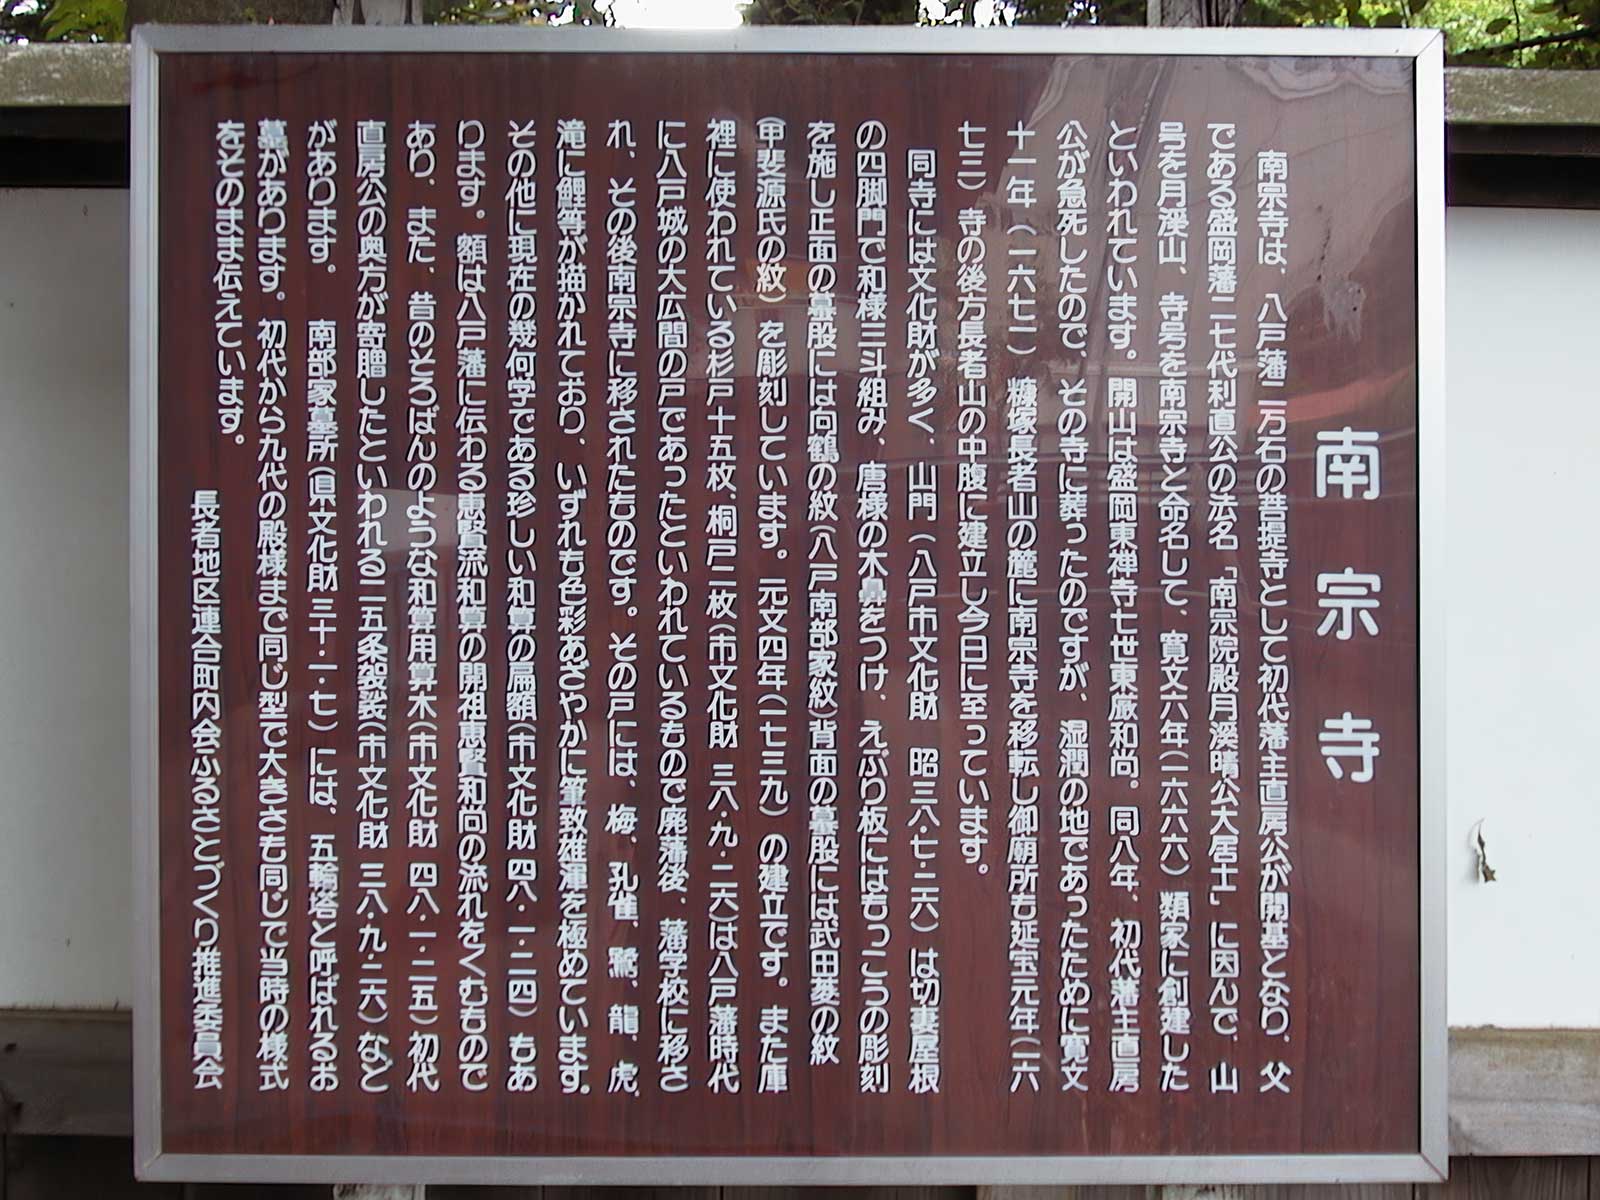 南宗寺
南宗寺は、八戸藩二万石の菩提寺として初代藩主直房公が開基となり、父
である盛岡藩二七代利直公の法名「南宗院殿月渓晴公大居士」に因んで、山
号を月渓山、寺号を南宗寺と命名して、寛文六年(一六六六)類家に創建した
といわれています。開山は盛岡東禅寺七世東厳和尚。同八年、初代藩主直房
公が急死したので、その寺に葬ったのですが、湿潤の地であったために寛文
十一年(一六七一)糠塚長者山の麓に南宗寺を移転し御廟所も延宝元年(一六
七三)寺の後方長者山の中腹に建立し今日に至っています。
同寺には文化財が多く、山門(八戸市文化財 昭三八・七・二六)は切妻屋根
の四脚門で和様三斗組み、唐様の木鼻をつけ、えぶり板にはもっこうの彫刻
を施し正面の蟇股には向鶴の紋(八戸南部家紋)背面の蟇股には武田菱の紋
(甲斐源氏の紋)を彫刻しています。元文四年(一七三九)の建立です。また庫
裡に使われている杉戸十五枚、桐戸二枚(市文化財 三八・九・二六)は八戸藩時代
に八戸城の大広間の戸であったといわれているもので廃藩後、藩学校に移さ
れ、その後南宗寺に移されたものです。その戸には、梅、孔雀、鷲、龍、虎、
滝に鯉等が描かれており、いずれも色彩あざやかに筆致雄渾を極めています。
その他に現在の幾何学である珍しい和算の扁額(市文化財 四八・一・二四)もあ
ります。額は八戸藩に伝わる恵賢流和算の開祖恵賢和尚の流れをくむもので
あり、また、昔のそろばんのような和算用算木(市文化財 四八・一・二五)初代
直房公の奥方が寄贈したといわれる二五条袈裟(市文化財 三八・九・二六)など
があります。 南部家墓所(県文化財三十・一・七)には、五輪塔と呼ばれるお
墓があります。初代から九代の殿様まで同じ型で大きさも同じで当時の様式
をそのまま伝えています。
長者地区連合町内会ふるさとづくり推進委員会